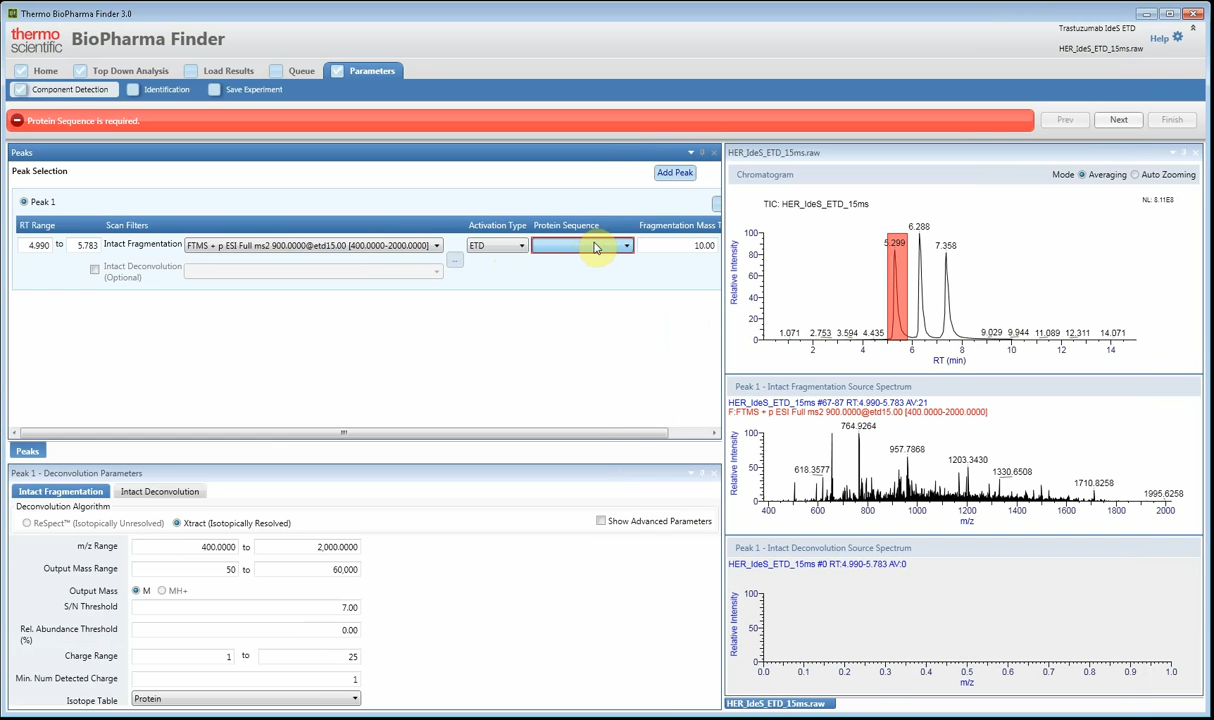 Thermo BioPharma Finder 3.0
thermo scientific
BioPharma Finder
Trastuzumab IdeS ETD
HER_IdeS_ETD_15ms.raw
Help
Home
Top Down Analysis
Load Results
Queue
Parameters
Component Detection
Identification
Save Experiment
Protein Sequence is required.
Prev
Next
Finish
Peaks
Peak Selection
Add Peak
Peak 1
RT Range
Scan Filters
Activation Type
Protein Sequence
Fragmentation Mass T
4.990 to 5.783
Intact Fragmentation
FTMS + p ESI Full ms2 900.0000@etd15.00 [400.0000-2000.0000]
ETD
10.00
Intact Deconvolution (Optional)
...
Peaks
Peak 1 - Deconvolution Parameters
Intact Fragmentation
Intact Deconvolution
Deconvolution Algorithm
ReSpect™ (Isotopically Unresolved)
Xtract (Isotopically Resolved)
Show Advanced Parameters
m/z Range 400.0000 to 2,000.0000
Output Mass Range 50 to 60,000
Output Mass M MH+
S/N Threshold 7.00
Rel. Abundance Threshold (%) 0.00
Charge Range 1 to 25
Min. Num Detected Charge 1
Isotope Table Protein
HER_IdeS_ETD_15ms.raw
Chromatogram
Mode Averaging Auto Zooming
TIC: HER_IdeS_ETD_15ms
NL: 8.11E8
Relative Intensity
100
80
60
40
20
0
5.299
6.288
7.358
1.071 2.753 3.594 4.435 9.029 9.944 11.089 12.311 14.071
2 4 6 8 10 12 14
RT (min)
Peak 1 - Intact Fragmentation Source Spectrum
HER_IdeS_ETD_15ms #67-87 RT:4.990-5.783 AV:21
F:FTMS + p ESI Full ms2 900.0000@etd15.00 [400.0000-2000.0000]
Relative Intensity
100
50
0
618.3577
764.9264
957.7868
1203.3430
1330.6508
1710.8258
1995.6258
400 600 800 1000 1200 1400 1600 1800 2000
m/z
Peak 1 - Intact Deconvolution Source Spectrum
HER_IdeS_ETD_15ms #0 RT:4.990-5.783 AV:0
Relative Intensity
100
50
0
0.0 0.1 0.2 0.3 0.4 0.5 0.6 0.7 0.8 0.9 1.0
m/z
HER_IdeS_ETD_15ms.raw